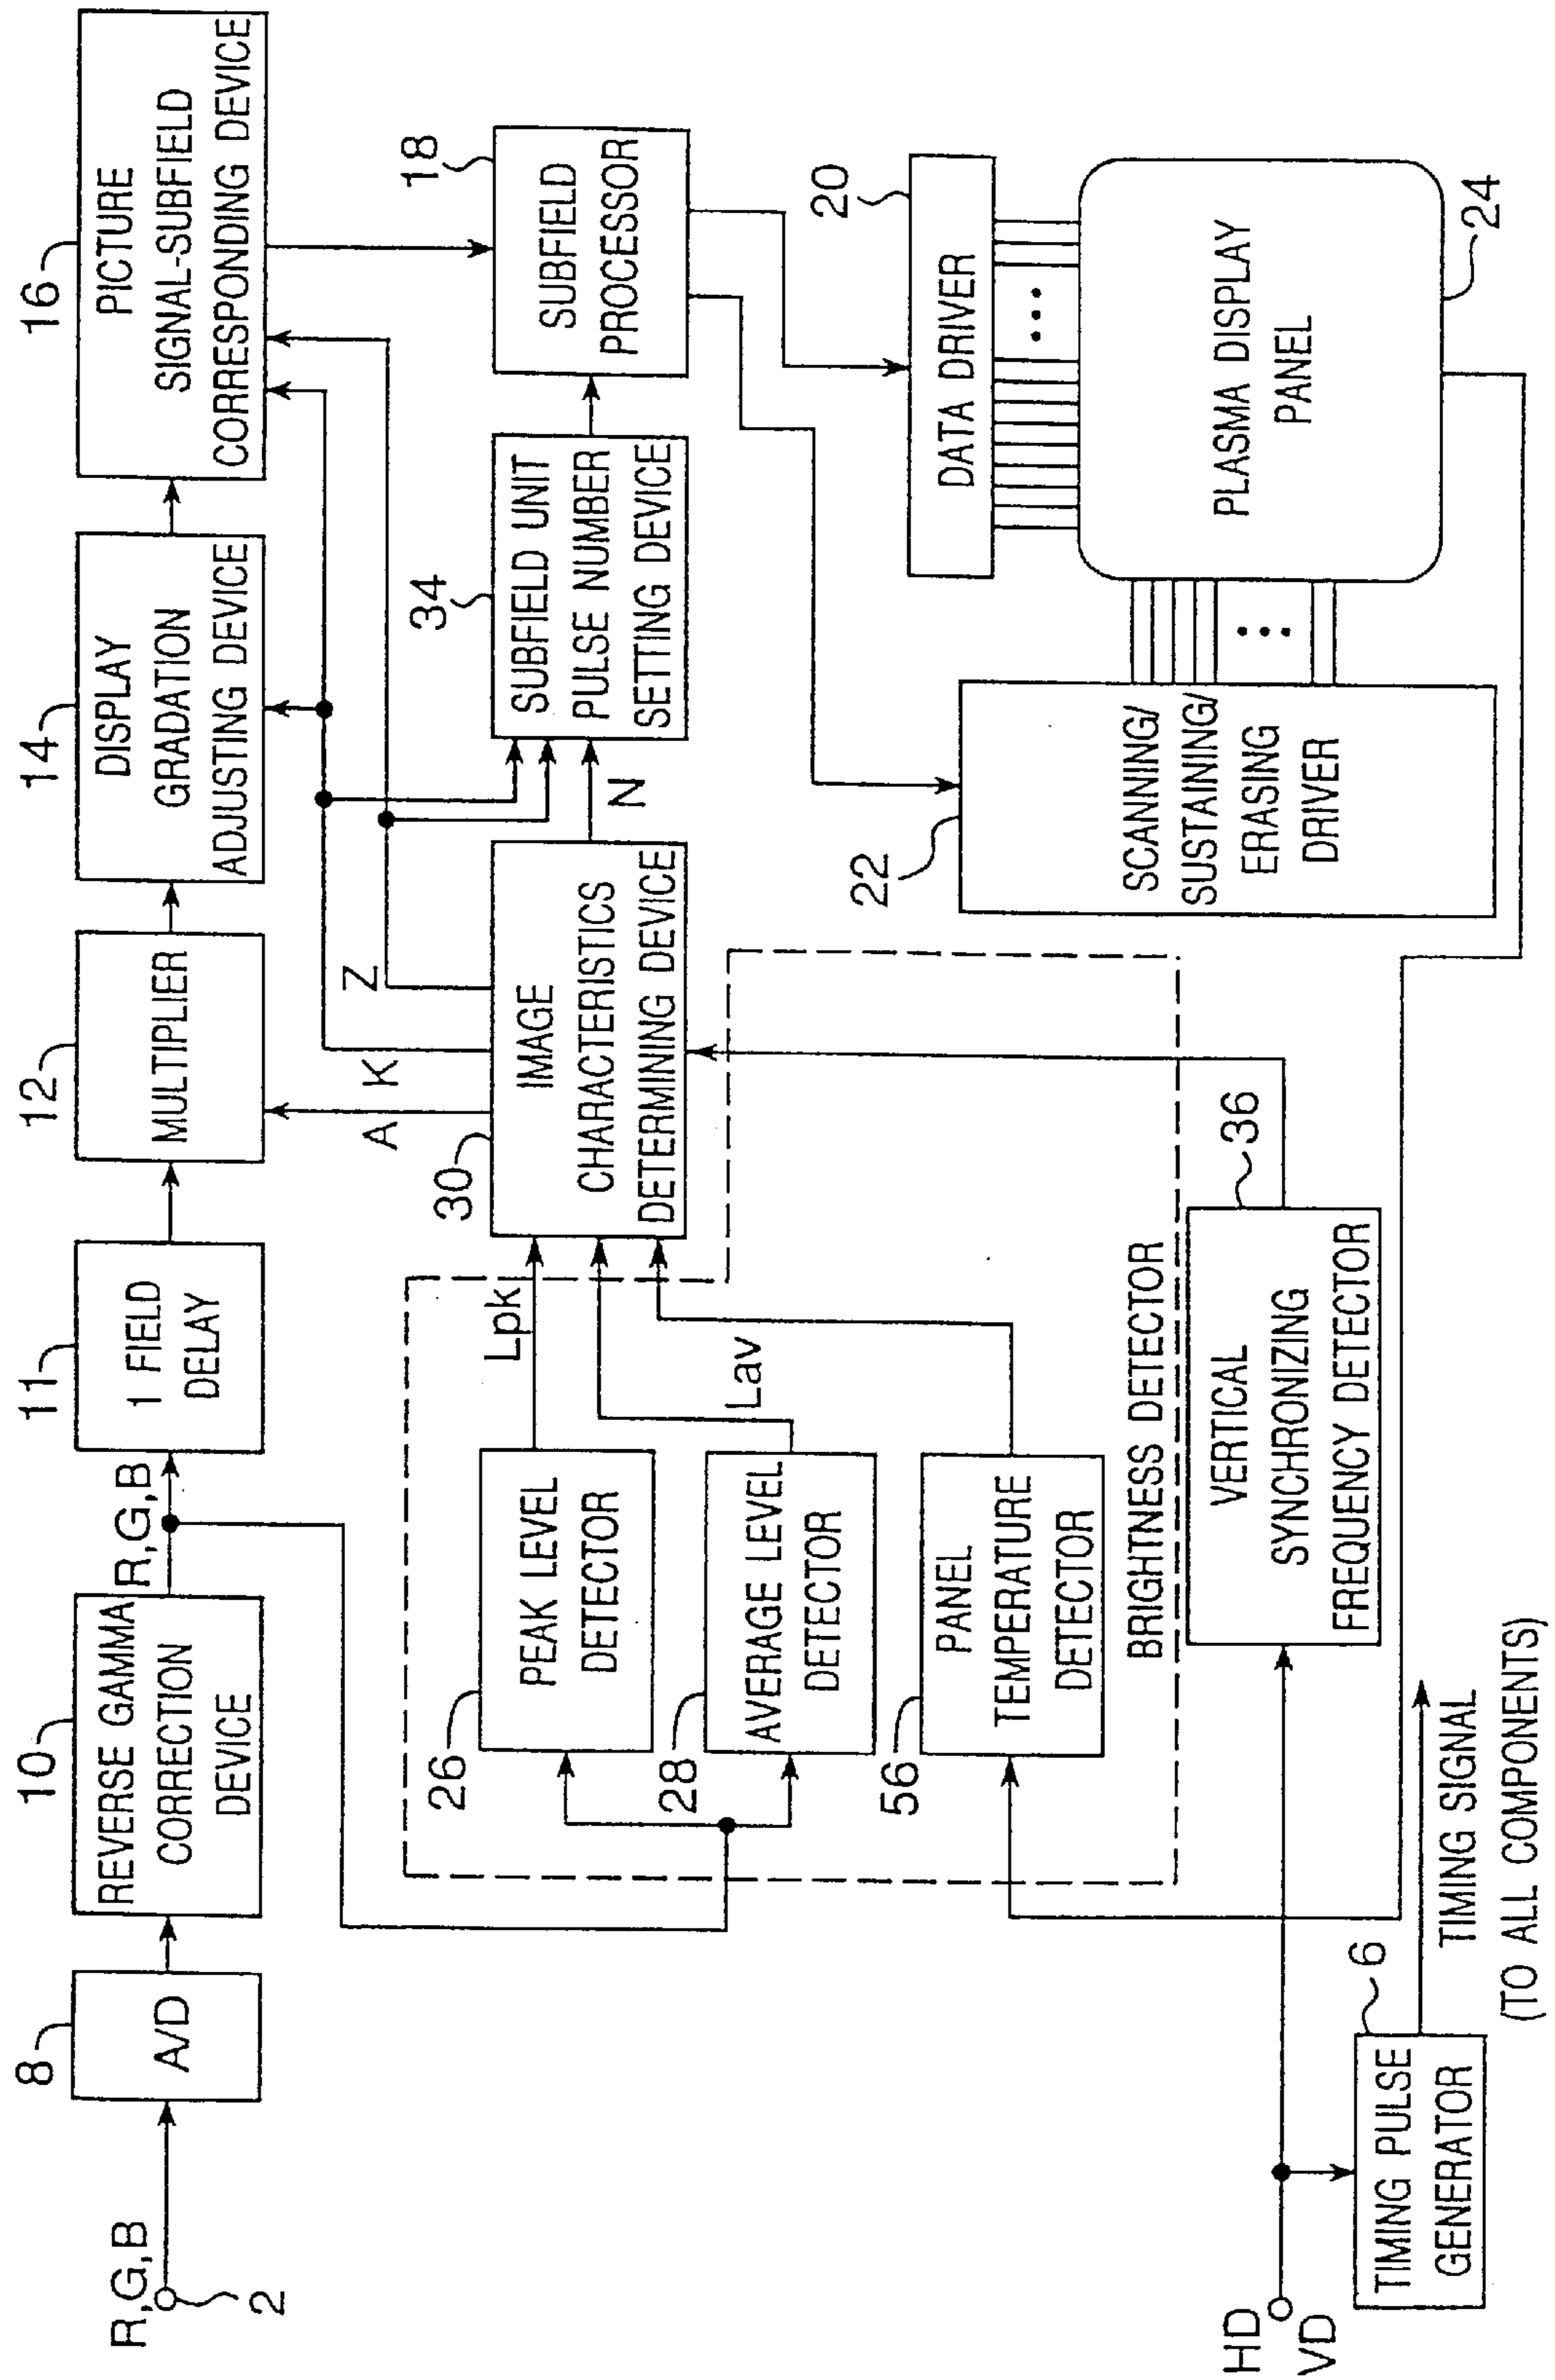 R,G,B
2
8
A/D
10
REVERSE GAMMA
CORRECTION
DEVICE
R,G,B
11
1 FIELD
DELAY
12
MULTIPLIER
14
DISPLAY
GRADATION
ADJUSTING DEVICE
16
PICTURE
SIGNAL-SUBFIELD
CORRESPONDING DEVICE
A
K
Z
26
PEAK LEVEL
DETECTOR
Lpk
28
AVERAGE LEVEL
DETECTOR
Lav
56
PANEL
TEMPERATURE
DETECTOR
BRIGHTNESS DETECTOR
30
IMAGE
CHARACTERISTICS
DETERMINING DEVICE
N
34
SUBFIELD UNIT
PULSE NUMBER
SETTING DEVICE
18
SUBFIELD
PROCESSOR
20
DATA DRIVER
22
SCANNING/
SUSTAINING/
ERASING
DRIVER
PLASMA DISPLAY
PANEL
24
36
VERTICAL
SYNCHRONIZING
FREQUENCY DETECTOR
HD
VD
6
TIMING PULSE
GENERATOR
TIMING SIGNAL
(TO ALL COMPONENTS)